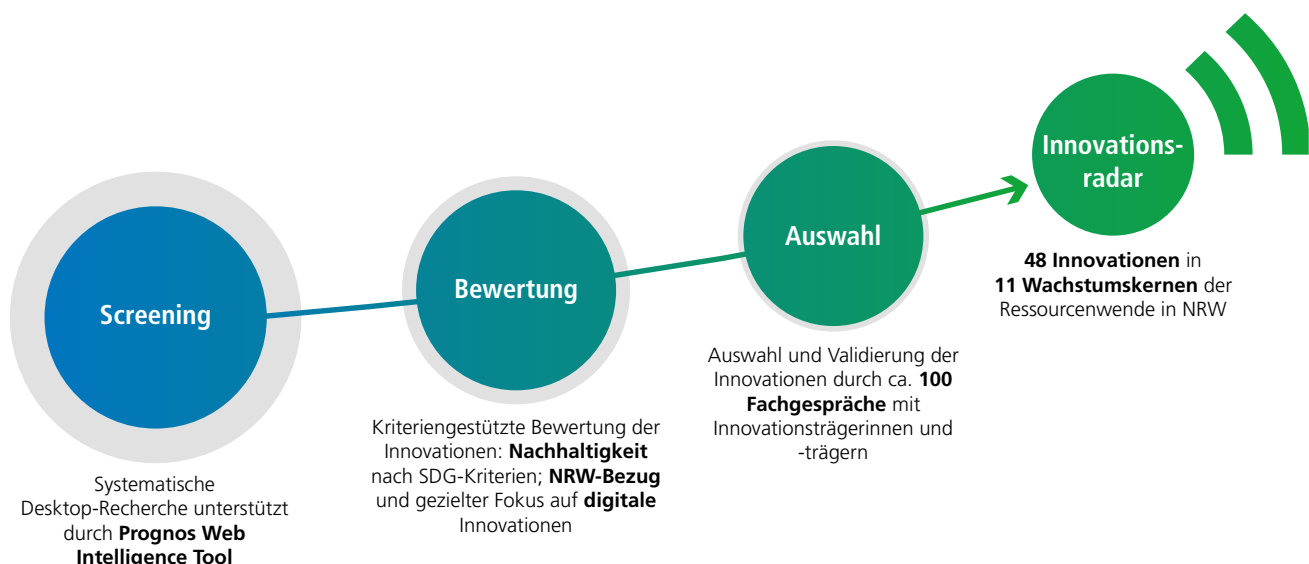 Screening
Systematische
Desktop-Recherche unterstützt
durch Prognos Web
Intelligence Tool
Bewertung
Kriteriengestützte Bewertung der
Innovationen: Nachhaltigkeit
nach SDG-Kriterien; NRW-Bezug
und gezielter Fokus auf digitale
Innovationen
Auswahl
Auswahl und Validierung der
Innovationen durch ca. 100
Fachgespräche mit
Innovationsträgerinnen und
-trägern
Innovations-
radar
48 Innovationen in
11 Wachstumskernen der
Ressourcenwende in NRW